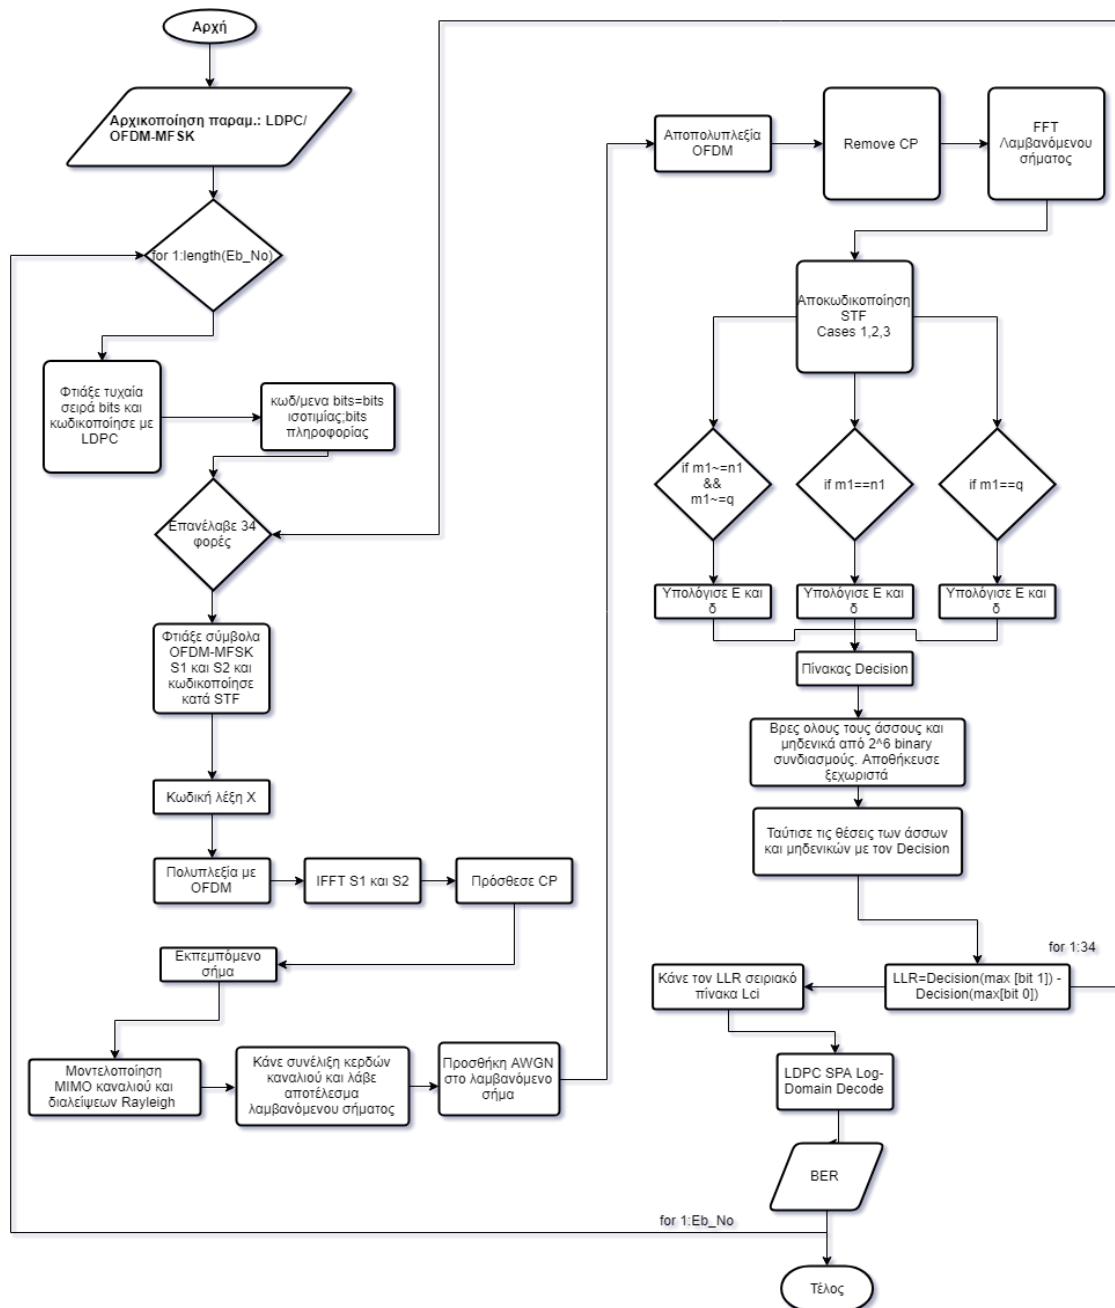 Αρχή
Αρχικοποίηση παραμ.: LDPC/
OFDM-MFSK
for 1:length(Eb_No)
Φτιάξε τυχαία
σειρά bits και
κωδικοποίησε με
LDPC
κωδ/μενα bits=bits
ισοτιμίας;bits
πληροφορίας
Επανέλαβε 34
φορές
Φτιάξε σύμβολα
OFDM-MFSK
S1 και S2 και
κωδικοποίησε
κατά STF
Κωδική λέξη X
Πολυπλεξία με
OFDM
IFFT S1 και S2
Πρόσθεσε CP
Εκπεμπόμενο
σήμα
Μοντελοποίηση
MIMO καναλιού και
διαλείψεων Rayleigh
Κάνε συνέλιξη κερδών
καναλιού και λάβε
αποτέλεσμα
λαμβανόμενου σήματος
Προσθήκη AWGN
στο λαμβανόμενο
σήμα
Αποπολυπλεξία
OFDM
Remove CP
FFT
Λαμβανόμενου
σήματος
Αποκωδικοποίηση
STF
Cases 1,2,3
if m1~=n1
&&
m1~=q
if m1==n1
if m1==q
Υπολόγισε E και
δ
Υπολόγισε E και
δ
Υπολόγισε E και
δ
Πίνακας Decision
Βρες ολους τους άσσους και
μηδενικά από 2^6 binary
συνδιασμούς. Αποθήκευσε
ξεχωριστά
Ταύτισε τις θέσεις των άσσων
και μηδενικών με τον Decision
for 1:34
LLR=Decision(max [bit 1]) -
Decision(max[bit 0])
Κάνε τον LLR σειριακό
πίνακα Lci
LDPC SPA Log-
Domain Decode
BER
for 1:Eb_No
Τέλος